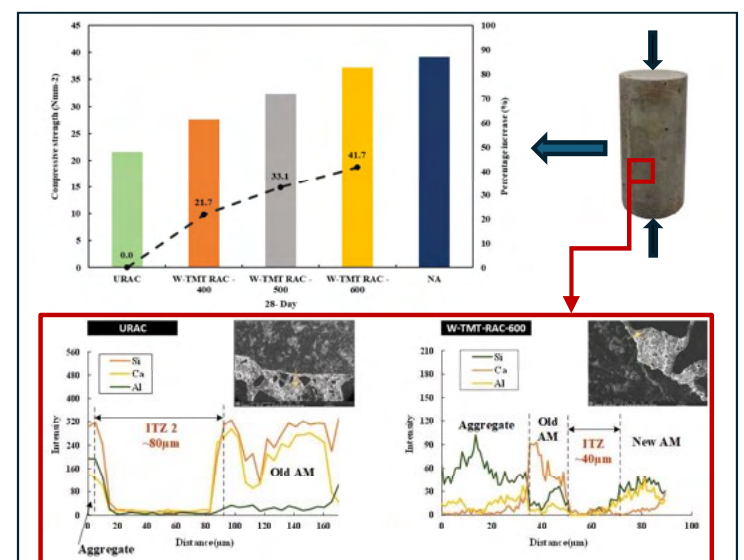 Compressive strength (Nmm-2)
45
40
35
30
25
20
15
10
5
0
0.0
21.7
33.1
41.7
100
90
80
70
60
50
40
30
20
10
0
Percentage increase (%)
URAC
W-TMT RAC - 400
W-TMT RAC - 500
W-TMT RAC - 600
NA
28- Day
URAC
Intensity
560
480
400
320
240
160
80
0
Si
Ca
Al
ITZ 2
~80μm
Old AM
0 20 40 60 80 100 120 140 160
Distance(μm)
Aggregate
W-TMT-RAC-600
Intensity
210
180
150
120
90
60
30
0
Si
Ca
Al
Aggregate
Old
AM
ITZ
~40μm
New AM
0 20 40 60 80 100
Distance(μm)